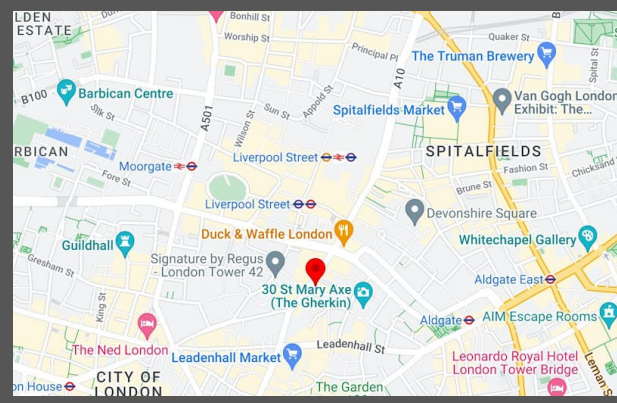 LDEN
ESTATE
Bonhill St
Worship St
Principal Pl
A10
Quaker St
B
The Truman Brewery
Spital St
B100
Barbican Centre
Silk St
A501
Sun St
Appold St
Wilson St
Spitalfields Market
Van Gogh London
Exhibit: The...
RBICAN
Moorgate
Fore St
Liverpool Street
SPITALFIELDS
Fashion St
Chicksand
Brune St
Liverpool Street
Devonshire Square
Duck & Waffle London
Guildhall
Whitechapel Gallery
Signature by Regus
- London Tower 42
Gresham St
30 St Mary Axe
(The Gherkin)
Aldgate East
King St
Aldgate
AIM Escape Rooms
The Ned London
Leadenhall Market
Leadenhall St
Leonardo Royal Hotel
London Tower Bridge
Leman S
on House
CITY OF
LONDON
The Garden